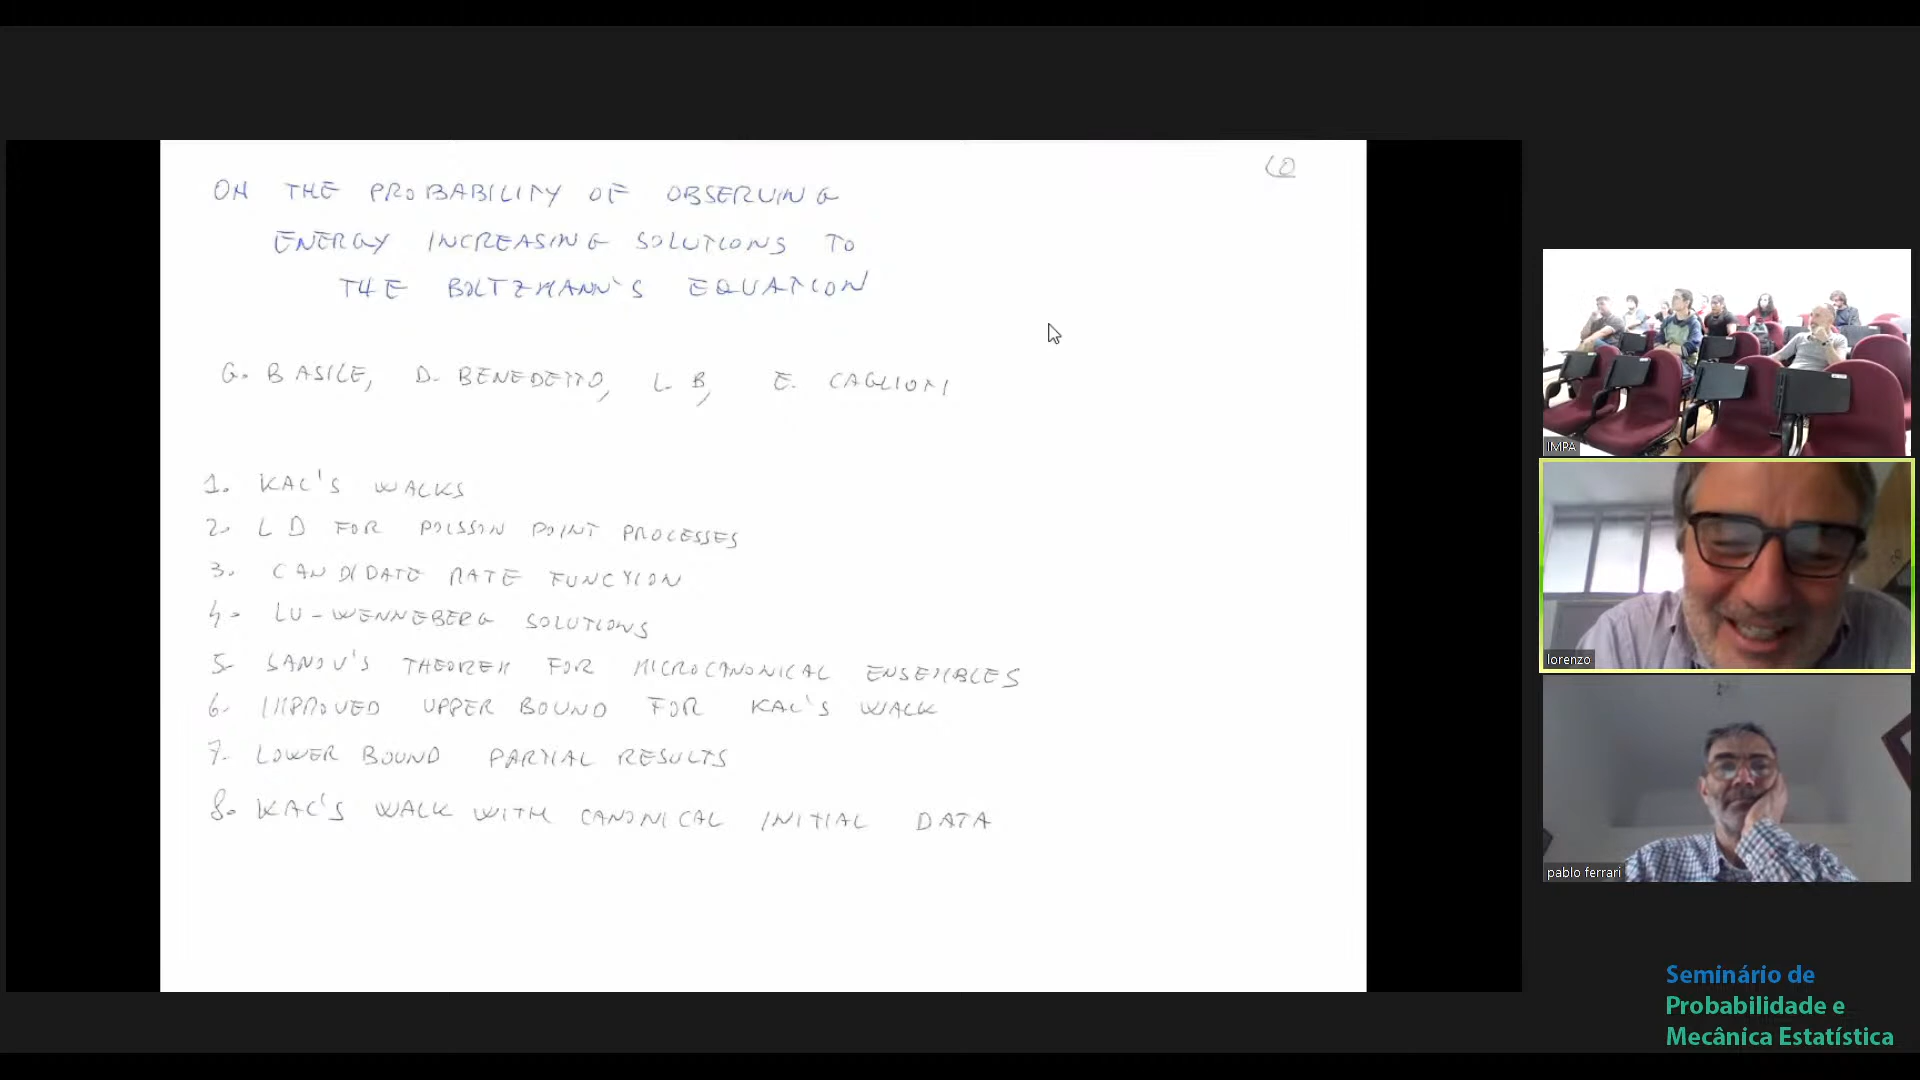 ON THE PROBABILITY OF OBSERVING
ENERGY INCREASING SOLUTIONS TO
THE BOLTZMANN'S EQUATION
G. BASILE, D. BENEDETTO, L B, E. CAGLIOTI
1. KAC'S WALKS
2. LD FOR POISSON POINT PROCESSES
3. CANDIDATE RATE FUNCTION
4. LU-WENNEBERG SOLUTIONS
5. SANOV'S THEOREM FOR MICROCANONICAL ENSEMBLES
6. IMPROVED UPPER BOUND FOR KAC'S WALK
7. LOWER BOUND PARTIAL RESULTS
8. KAC'S WALK WITH CANONICAL INITIAL DATA
IMPA
lorenzo
pablo ferrari
Seminário de
Probabilidade e
Mecânica Estatística